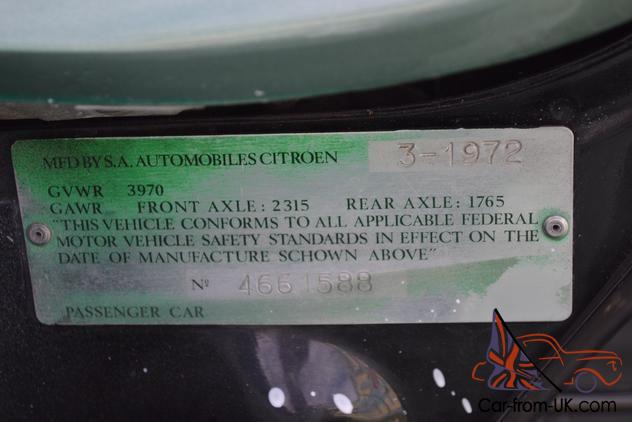 MFD BY S.A. AUTOMOBILES CITROEN 3-1972
GVWR 3970
GAWR FRONT AXLE: 2315 REAR AXLE: 1765
"THIS VEHICLE CONFORMS TO ALL APPLICABLE FEDERAL
MOTOR VEHICLE SAFETY STANDARDS IN EFFECT ON THE
DATE OF MANUFACTURE SCHOWN ABOVE"
Nº 4661588
PASSENGER CAR
Car-from-UK.com